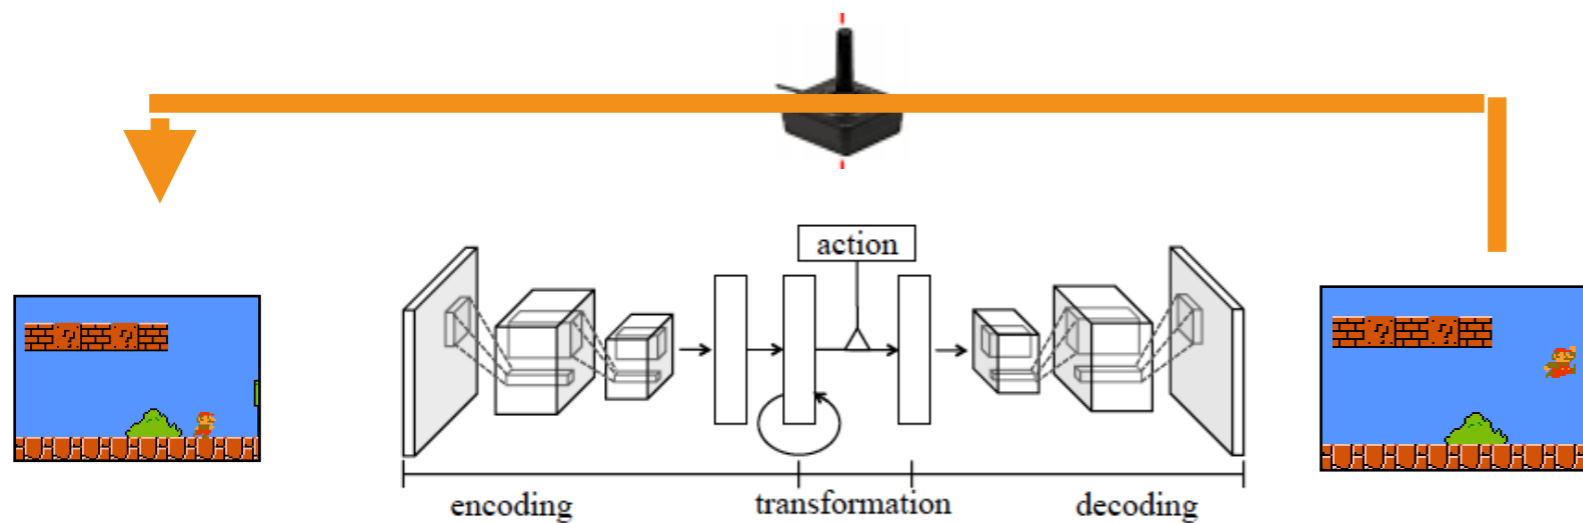 action
? ?
? ?
encoding transformation decoding